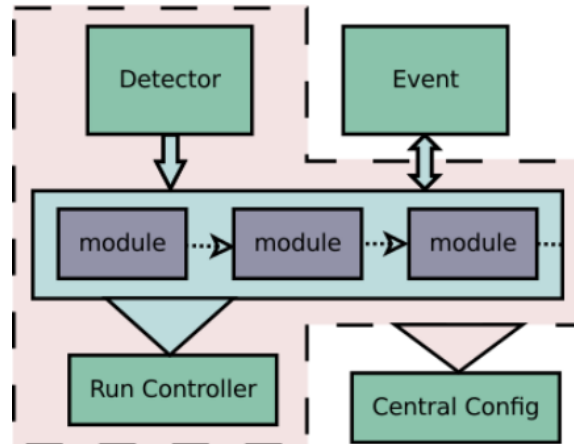 Detector
Event
module
module
module
Run Controller
Central Config